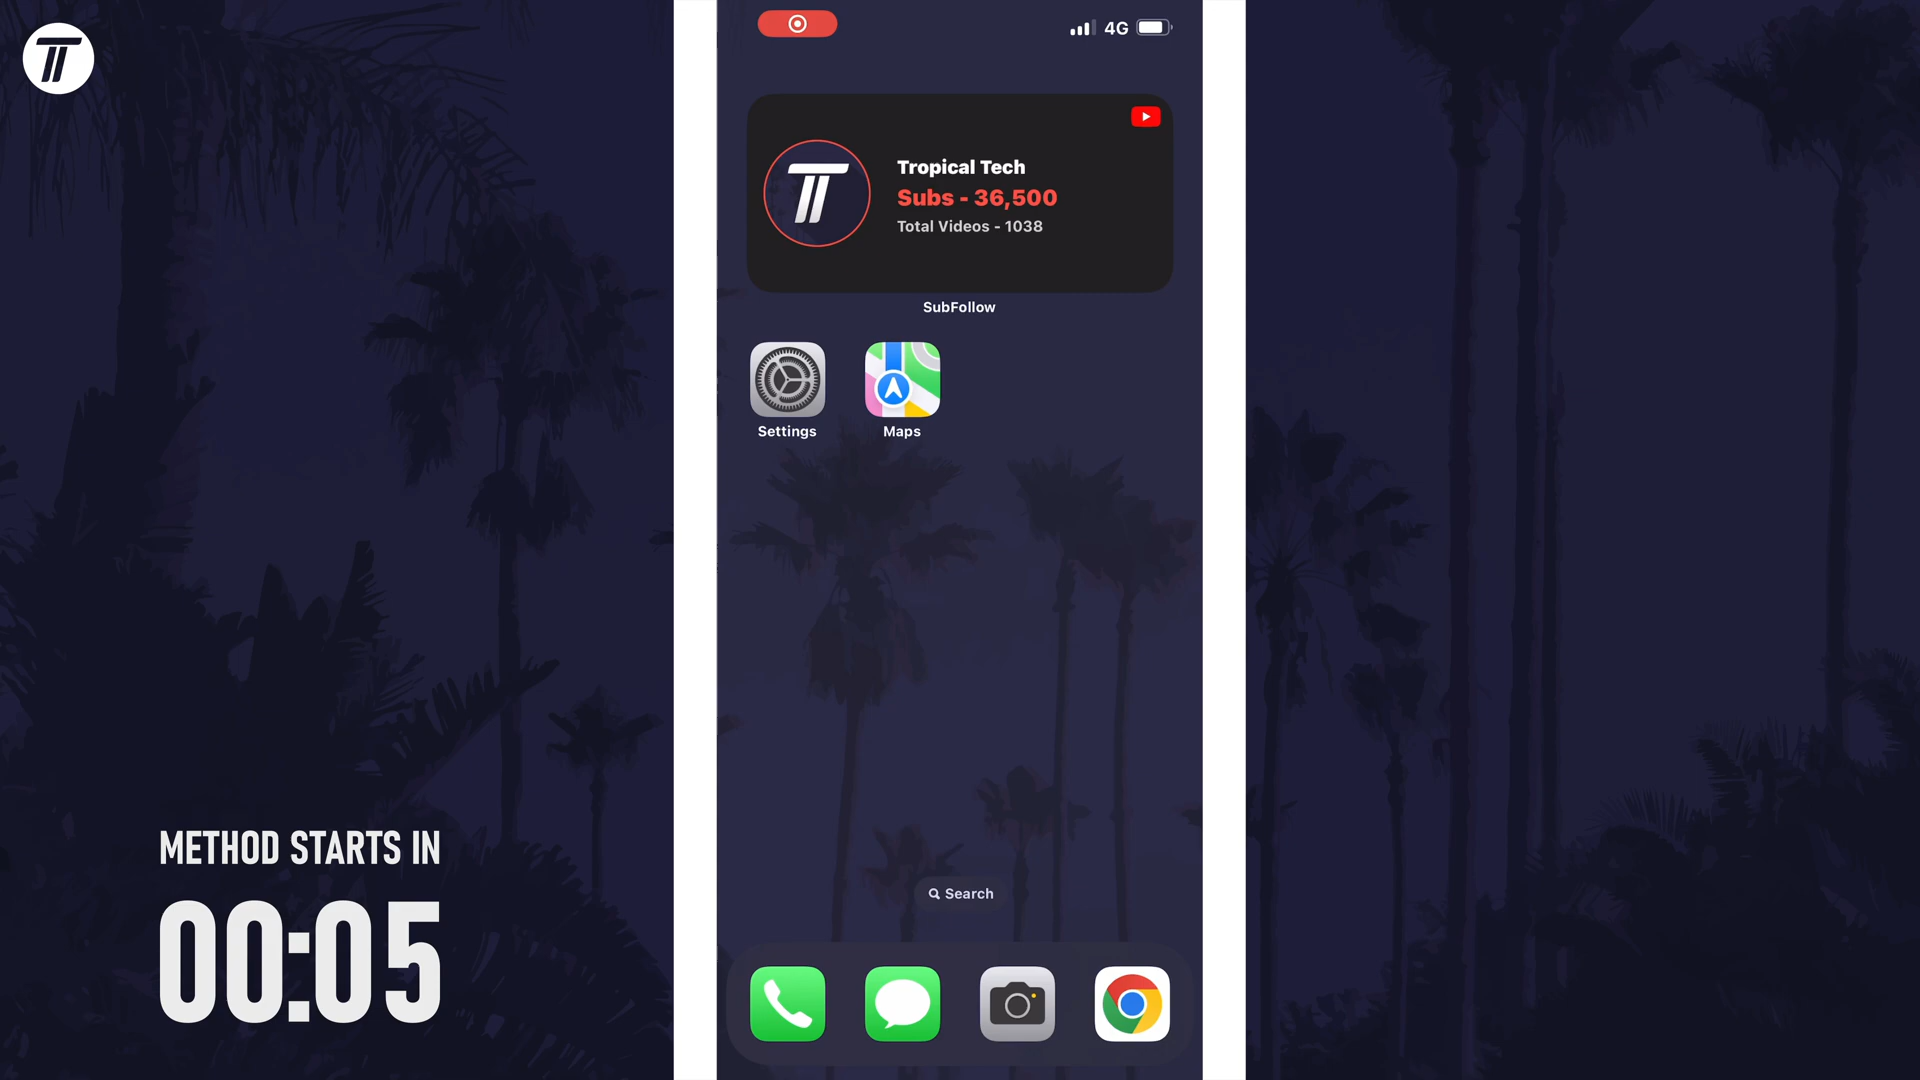 4G
Tropical Tech
Subs - 36,500
Total Videos - 1038
SubFollow
Settings
Maps
Search
METHOD STARTS IN
00:05